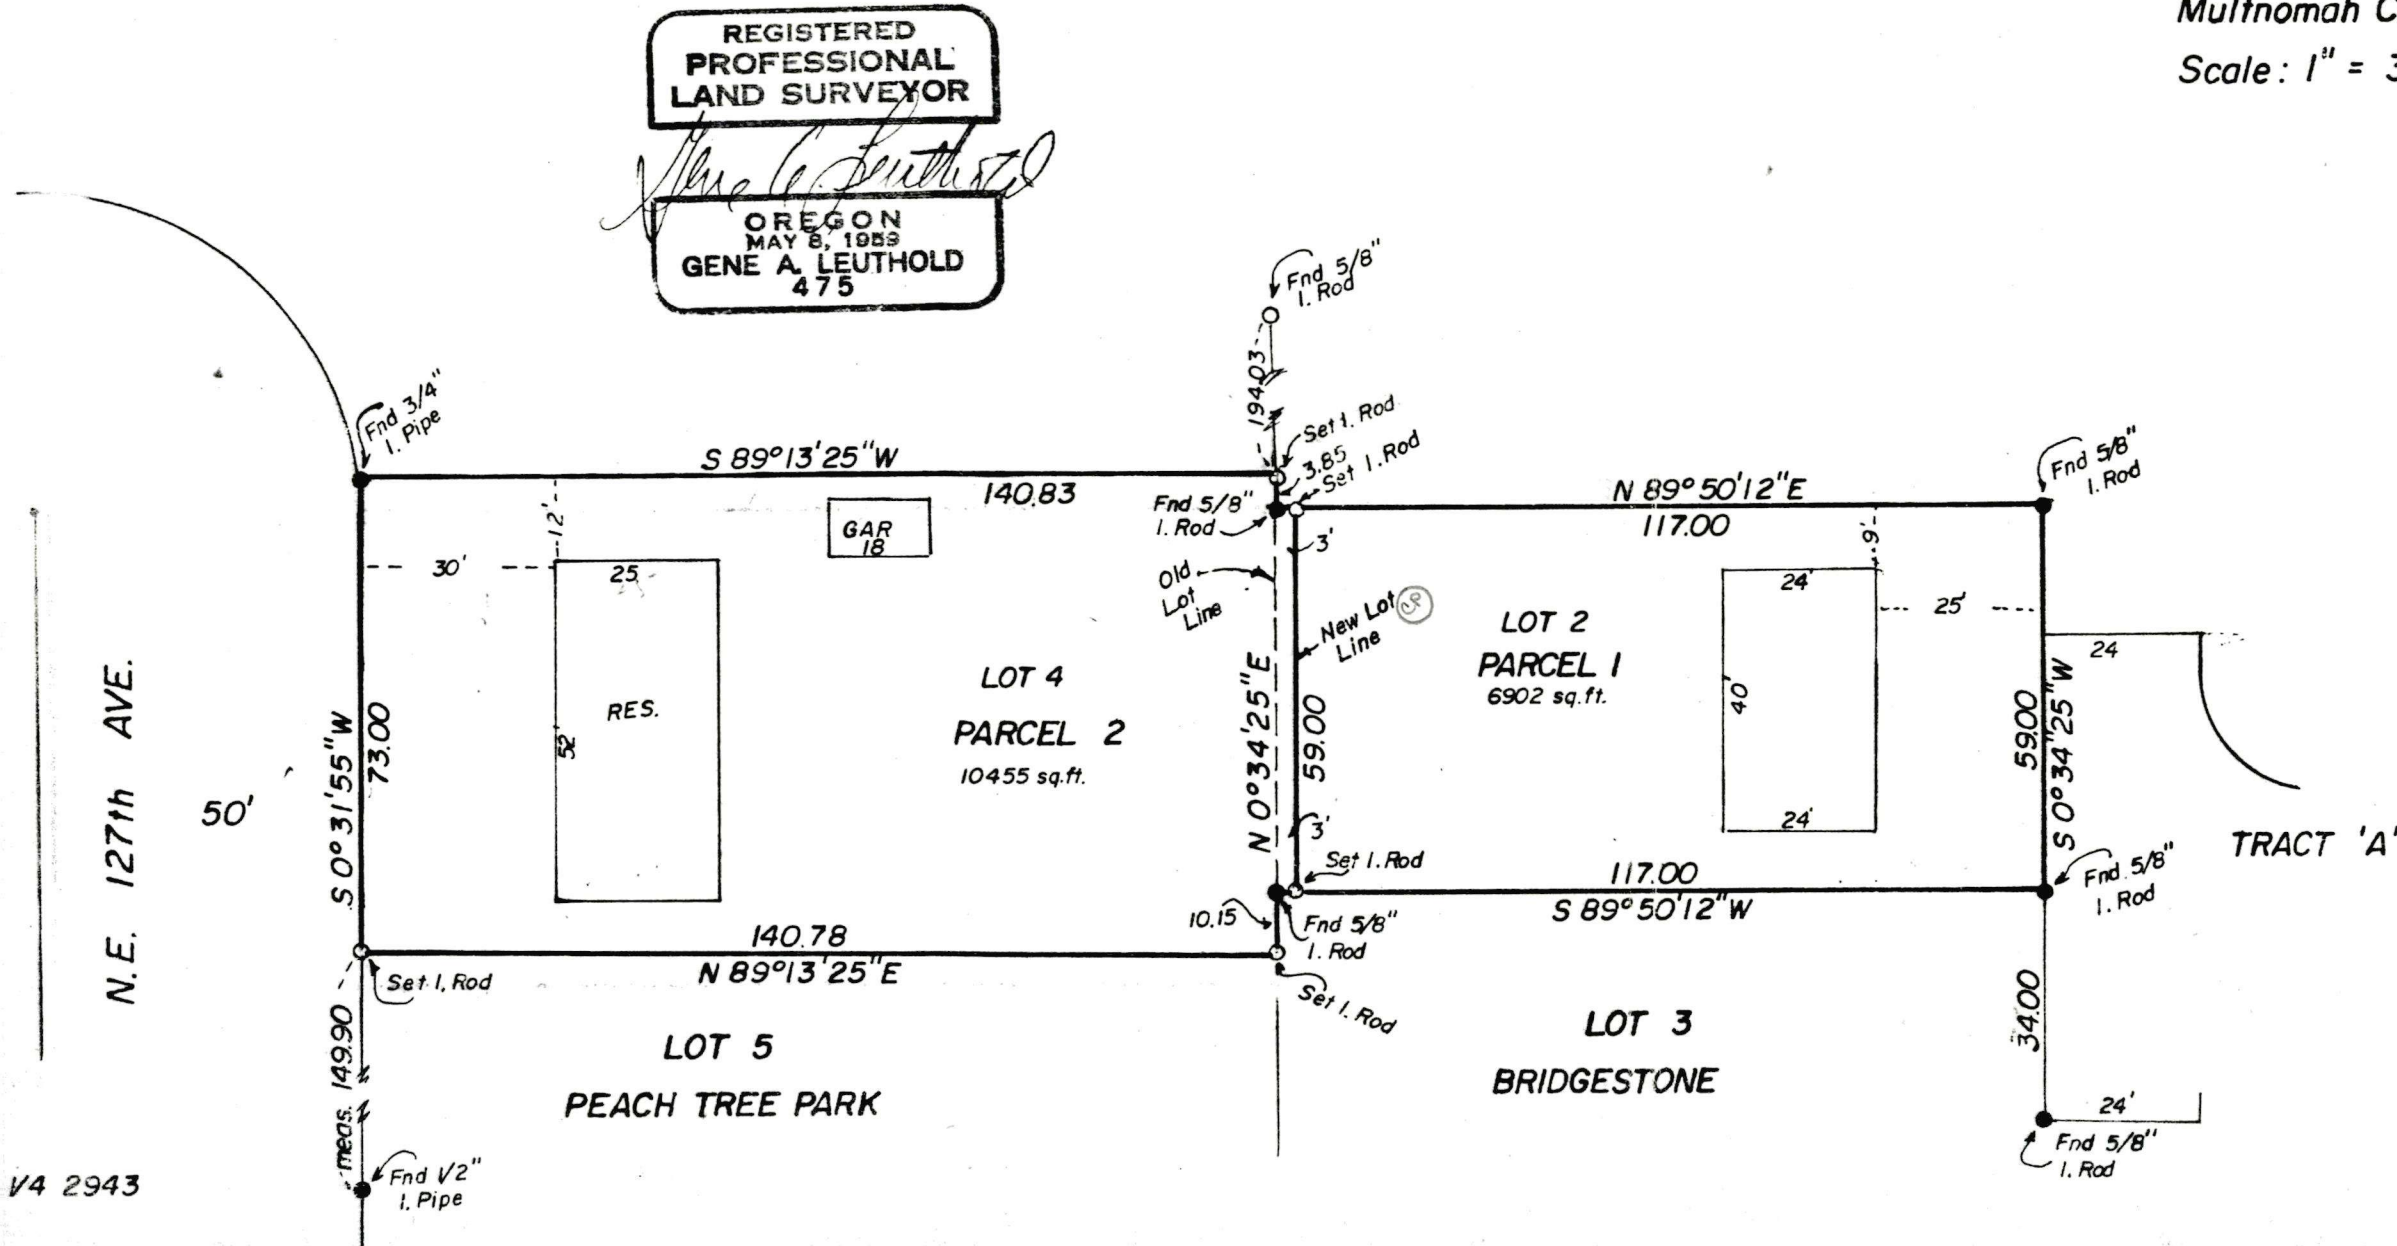 Multnomah C
Scale: 1" = 3
REGISTERED
PROFESSIONAL
LAND SURVEYOR
Gene A. Leuthold
OREGON
MAY 8, 1959
GENE A. LEUTHOLD
475
Fnd 5/8"
I. Rod
194.03
Set I. Rod
3.85
Set I. Rod
Fnd 3/4"
I. Pipe
S 89°13'25"W
140.83
Fnd 5/8"
I. Rod
N 89°50'12"E
117.00
Fnd 5/8"
I. Rod
12'
GAR
18
30'
25
3'
Old
Lot
Line
New Lot
Line
9'
24'
25'
24
LOT 2
PARCEL 1
6902 sq.ft.
40'
24'
LOT 4
PARCEL 2
10455 sq.ft.
RES.
52'
N 0°34'25"E
59.00
3'
59.00
S 0°34'25"W
N.E. 127th AVE.
50'
S 0°31'55"W
73.00
TRACT 'A'
Set I. Rod
117.00
S 89°50'12"W
Fnd. 5/8"
I. Rod
10.15
Fnd 5/8"
I. Rod
140.78
N 89°13'25"E
Set I. Rod
Set I. Rod
149.90
meas.
LOT 5
PEACH TREE PARK
LOT 3
BRIDGESTONE
34.00
24'
Fnd 5/8"
I. Rod
1/4 2943
Fnd 1/2"
I. Pipe